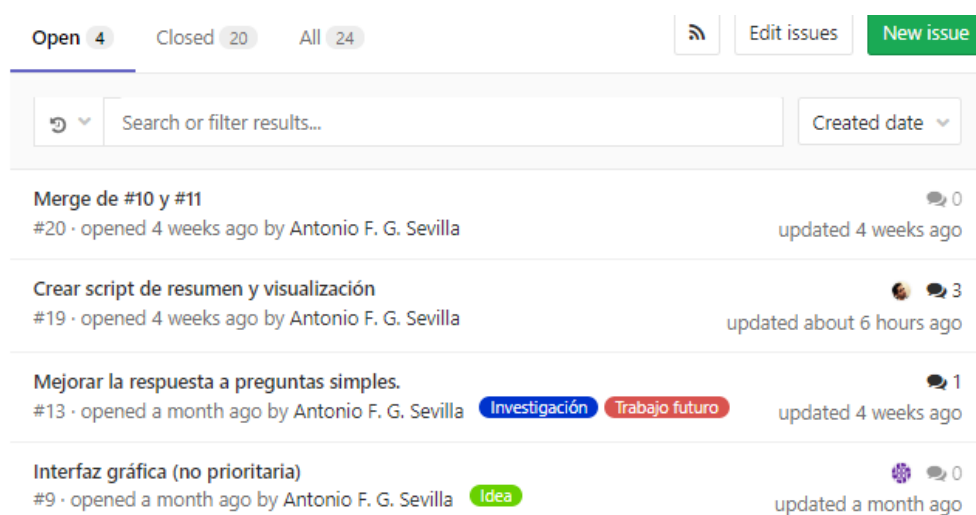 Open 4 Closed 20 All 24 Edit issues New issue
Search or filter results... Created date
Merge de #10 y #11 0
#20 · opened 4 weeks ago by Antonio F. G. Sevilla updated 4 weeks ago
Crear script de resumen y visualización 3
#19 · opened 4 weeks ago by Antonio F. G. Sevilla updated about 6 hours ago
Mejorar la respuesta a preguntas simples. 1
#13 · opened a month ago by Antonio F. G. Sevilla Investigación Trabajo futuro updated 4 weeks ago
Interfaz gráfica (no prioritaria) 0
#9 · opened a month ago by Antonio F. G. Sevilla Idea updated a month ago